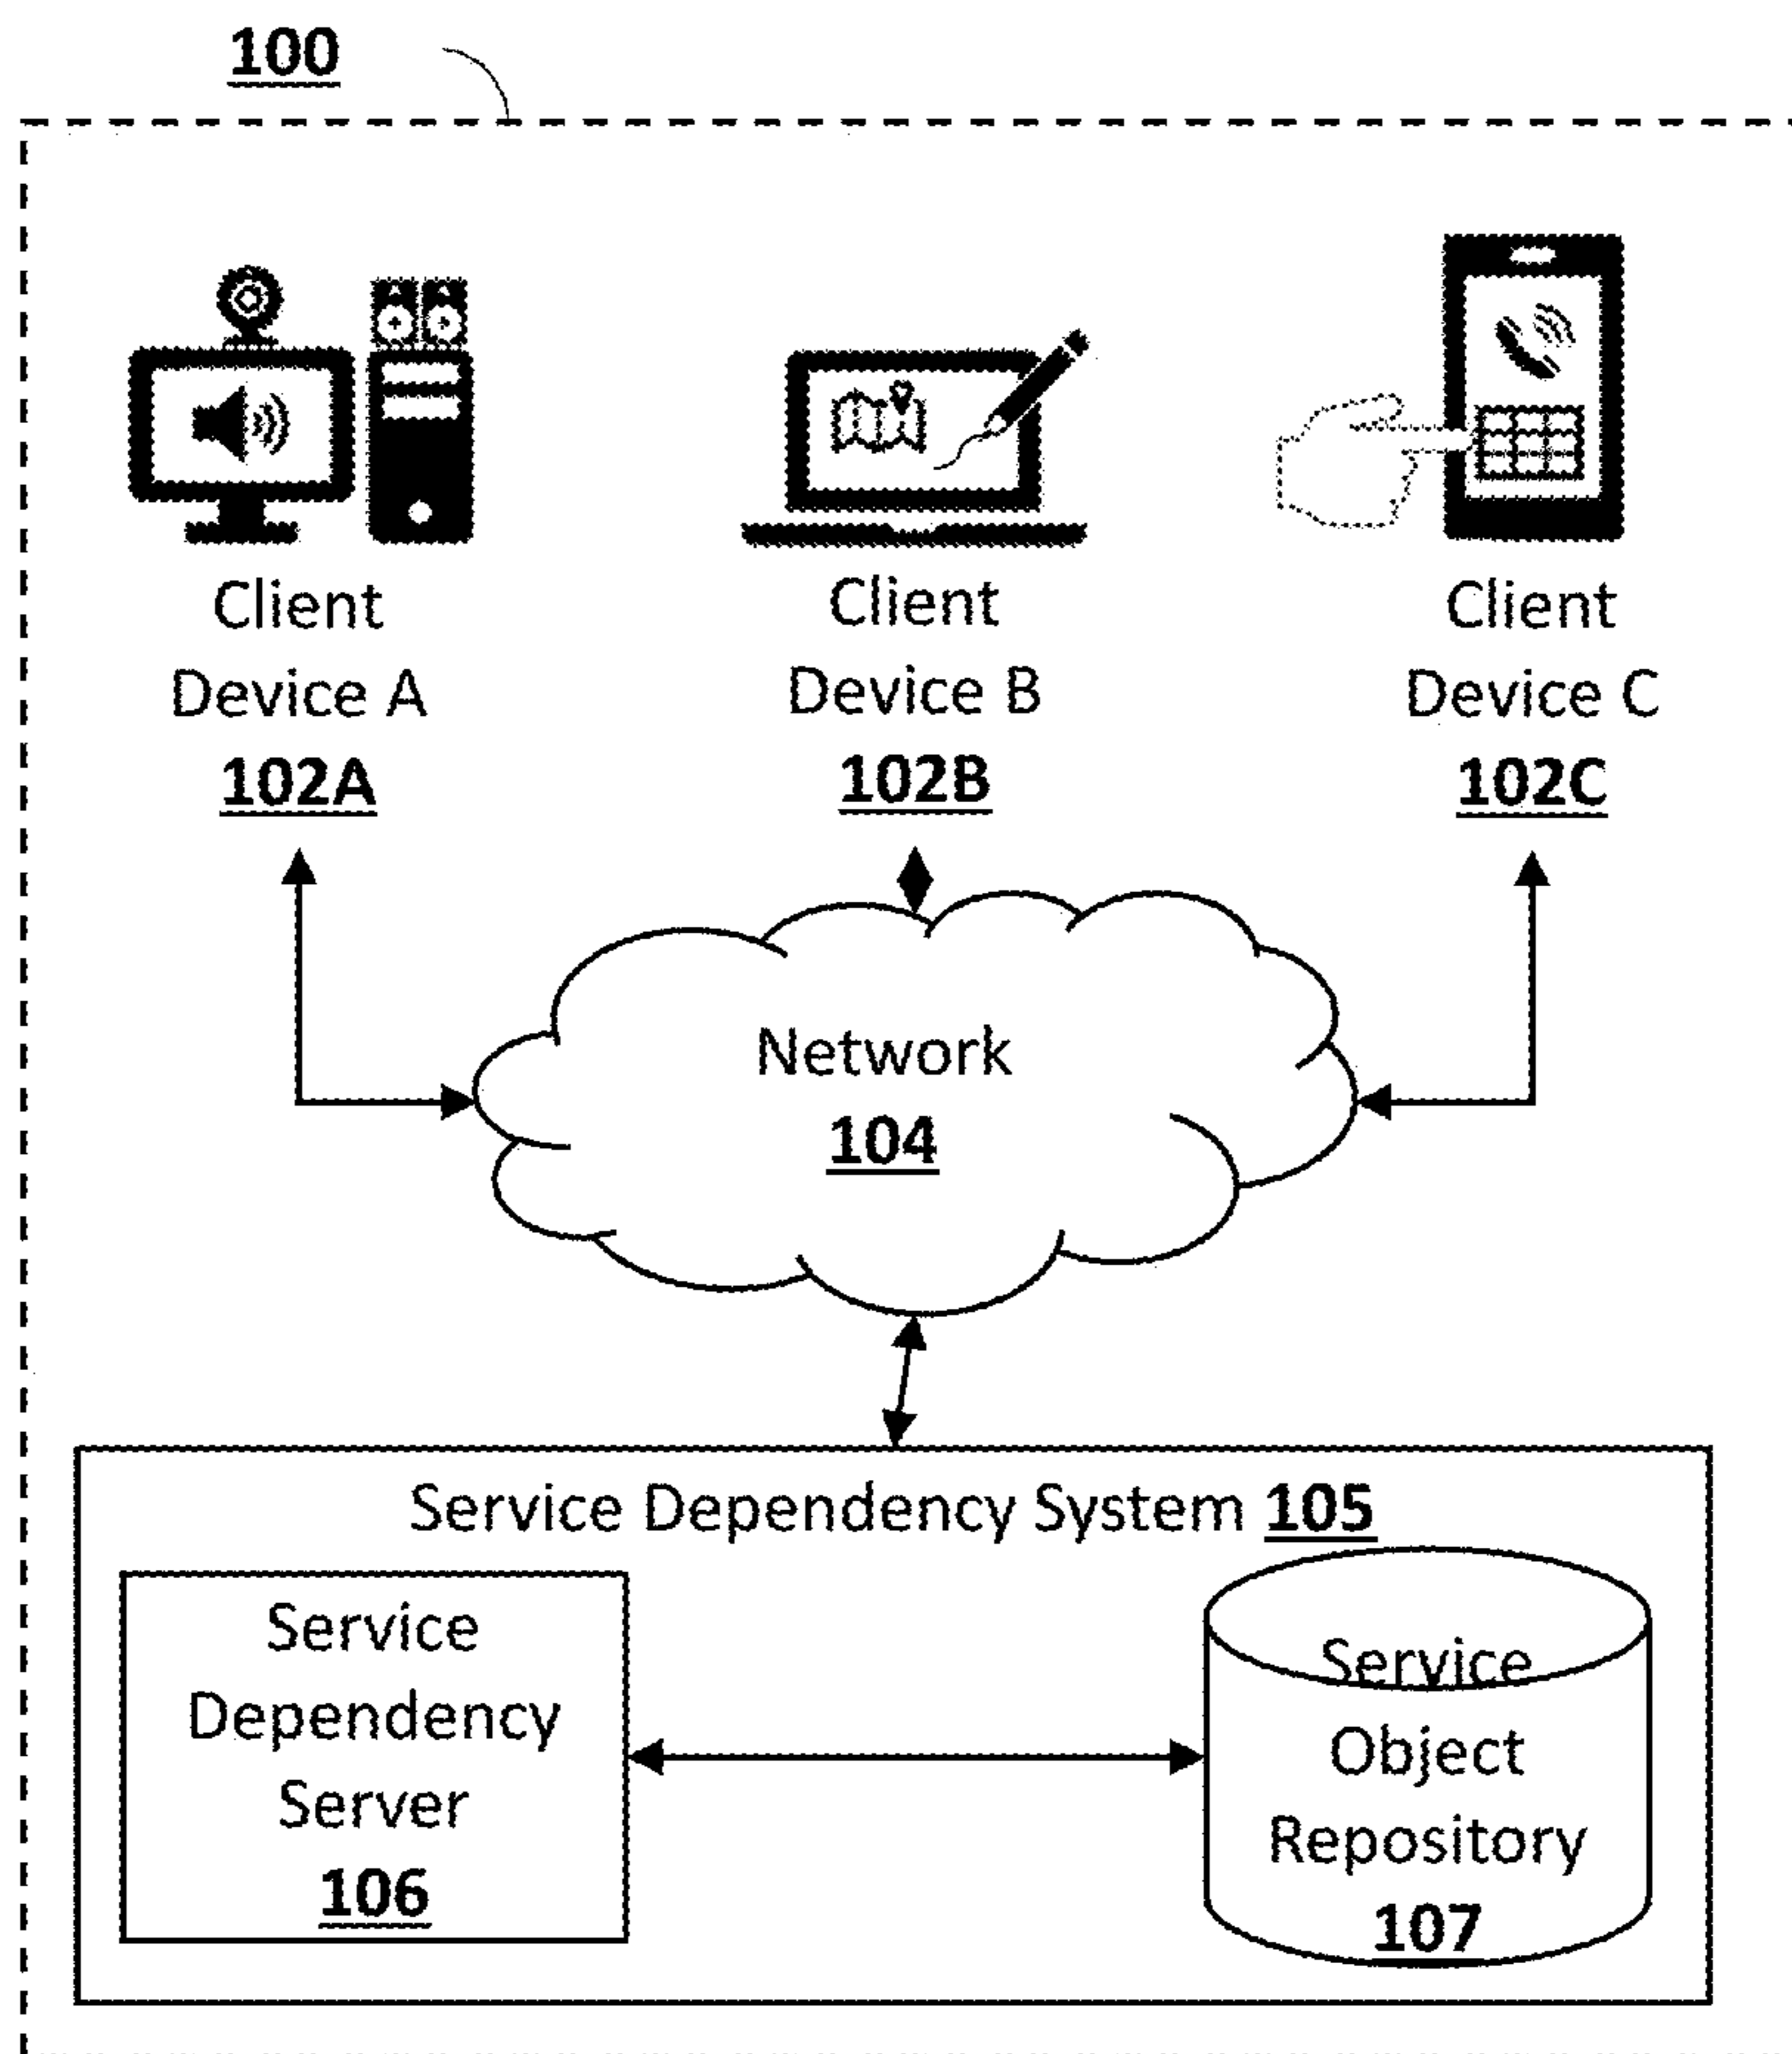 100
Client
Device A
102A
Client
Device B
102B
Client
Device C
102C
Network
104
Service Dependency System 105
Service
Dependency
Server
106
Service
Object
Repository
107